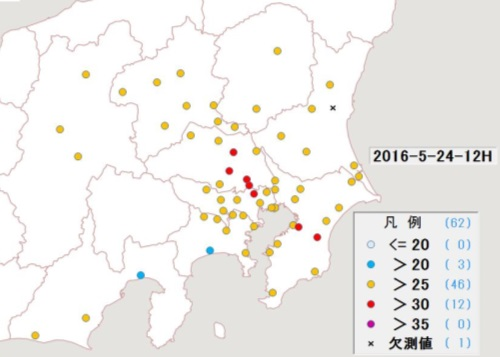 2016-5-24-12H
凡 例 (62)
<= 20 ( 0)
> 20 ( 3)
> 25 (46)
> 30 (12)
> 35 ( 0)
× 欠測値 ( 1)